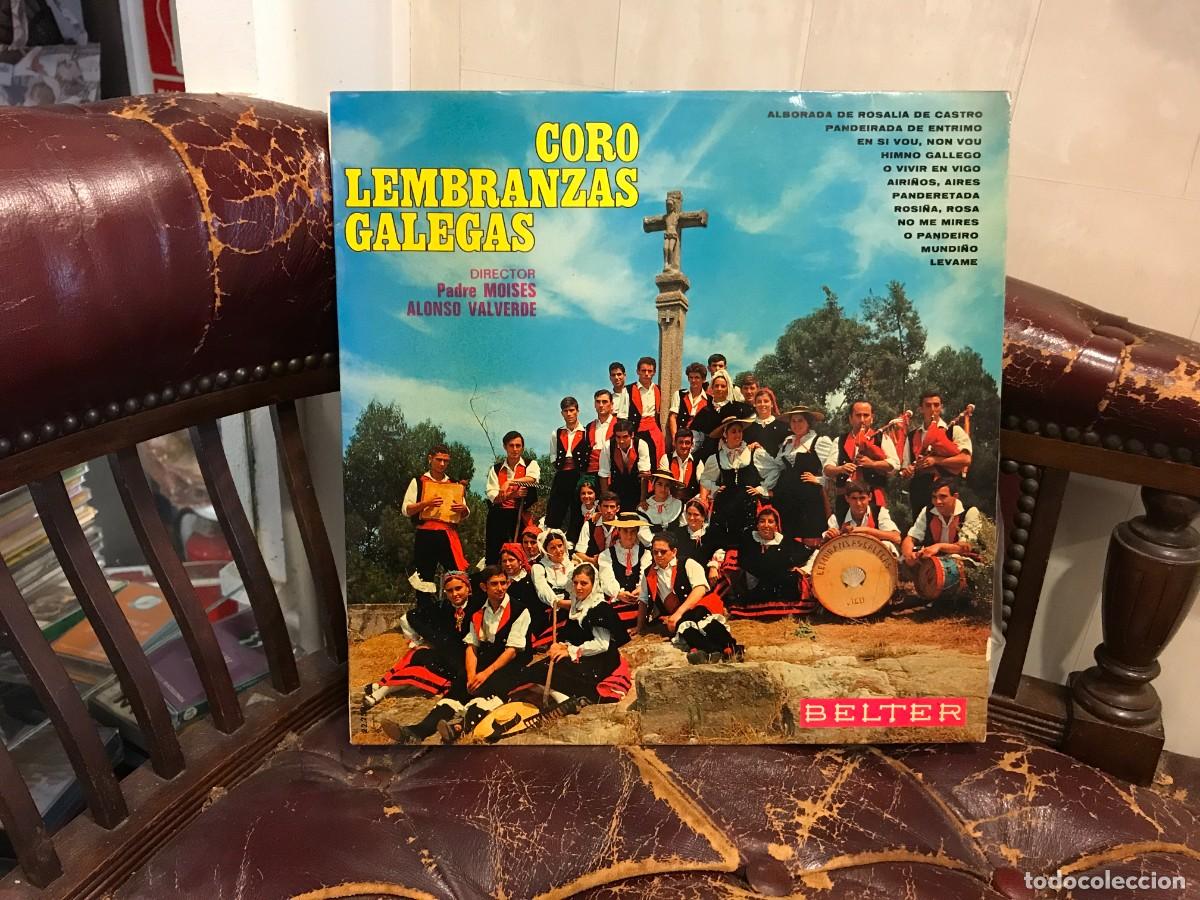 CORO
LEMBRANZAS
GALEGAS
DIRECTOR
Padre MOISES
ALONSO VALVERDE
ALBORADA DE ROSALIA DE CASTRO
PANDEIRADA DE ENTRIMO
EN SI VOU, NON VOU
HIMNO GALLEGO
O VIVIR EN VIGO
AIRIÑOS, AIRES
PANDERETADA
ROSIÑA, ROSA
NO ME MIRES
O PANDEIRO
MUNDIÑO
LEVAME
BELTER
todocoleccion